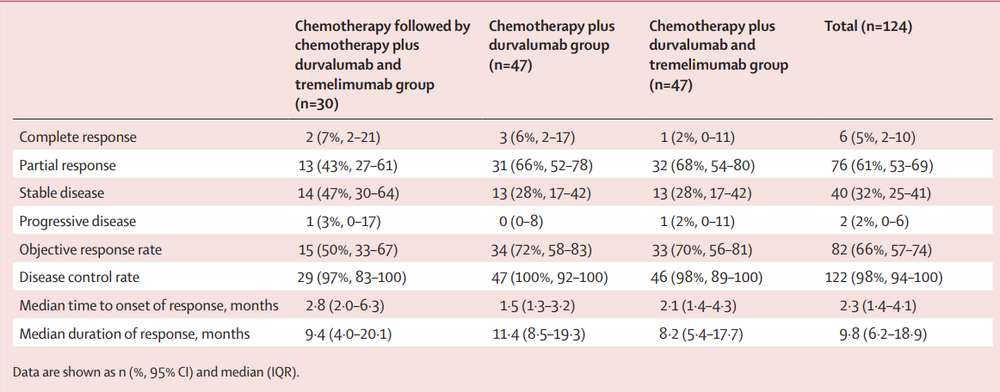 Chemotherapy followed by chemotherapy plus durvalumab and tremelimumab group (n=30) Chemotherapy plus durvalumab group (n=47) Chemotherapy plus durvalumab and tremelimumab group (n=47) Total (n=124)
Complete response 2 (7%, 2–21) 3 (6%, 2–17) 1 (2%, 0–11) 6 (5%, 2–10)
Partial response 13 (43%, 27–61) 31 (66%, 52–78) 32 (68%, 54–80) 76 (61%, 53–69)
Stable disease 14 (47%, 30–64) 13 (28%, 17–42) 13 (28%, 17–42) 40 (32%, 25–41)
Progressive disease 1 (3%, 0–17) 0 (0–8) 1 (2%, 0–11) 2 (2%, 0–6)
Objective response rate 15 (50%, 33–67) 34 (72%, 58–83) 33 (70%, 56–81) 82 (66%, 57–74)
Disease control rate 29 (97%, 83–100) 47 (100%, 92–100) 46 (98%, 89–100) 122 (98%, 94–100)
Median time to onset of response, months 2·8 (2·0–6·3) 1·5 (1·3–3·2) 2·1 (1·4–4·3) 2·3 (1·4–4·1)
Median duration of response, months 9·4 (4·0–20·1) 11·4 (8·5–19·3) 8·2 (5·4–17·7) 9·8 (6·2–18·9)
Data are shown as n (%, 95% CI) and median (IQR).